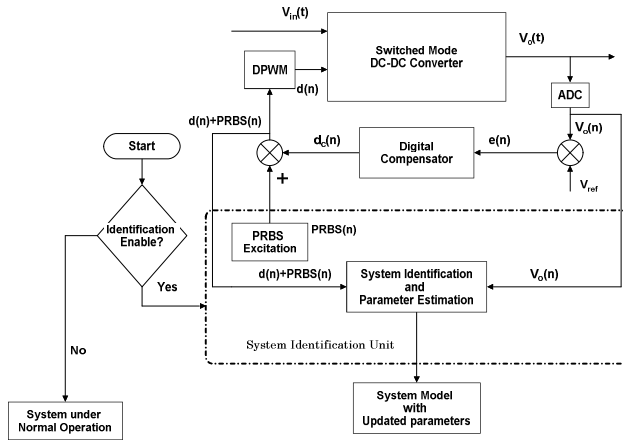 V_in(t)
Switched Mode
DC-DC Converter
V_o(t)
DPWM
d(n)
ADC
d(n)+PRBS(n)
V_o(n)
Start
d_c(n)
Digital
Compensator
e(n)
+
V_ref
Identification
Enable?
PRBS
Excitation
PRBS(n)
Yes
d(n)+PRBS(n)
System Identification
and
Parameter Estimation
V_o(n)
System Identification Unit
No
System under
Normal Operation
System Model
with
Updated parameters